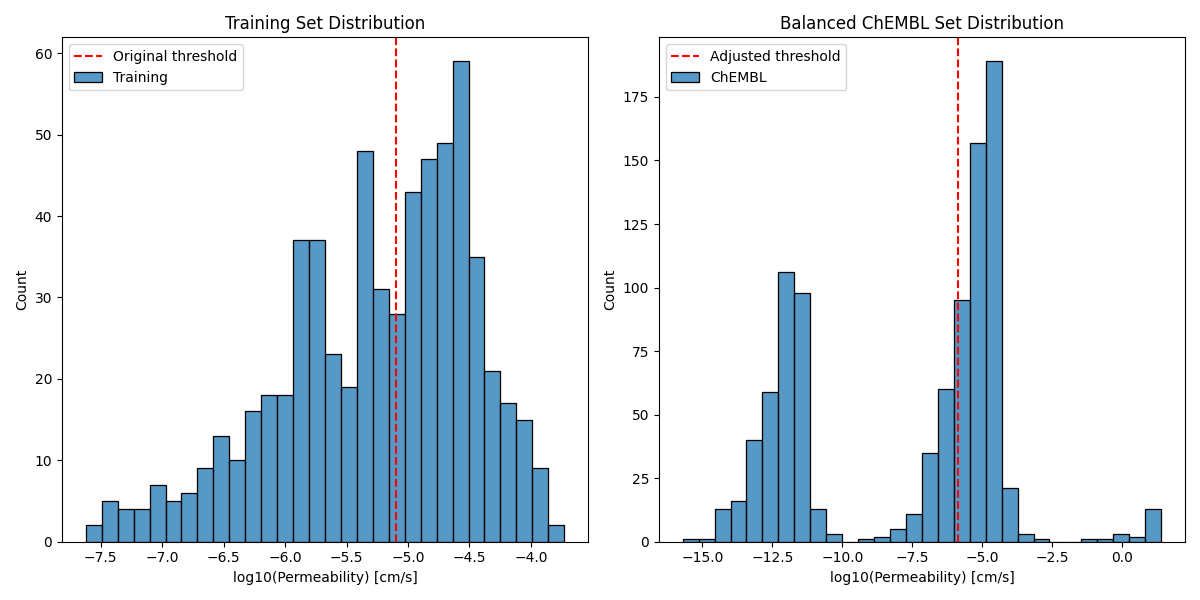 Training Set Distribution
Original threshold
Training
Count
60
50
40
30
20
10
0
−7.5 −7.0 −6.5 −6.0 −5.5 −5.0 −4.5 −4.0
log10(Permeability) [cm/s]
Balanced ChEMBL Set Distribution
Adjusted threshold
ChEMBL
Count
175
150
125
100
75
50
25
0
−15.0 −12.5 −10.0 −7.5 −5.0 −2.5 0.0
log10(Permeability) [cm/s]